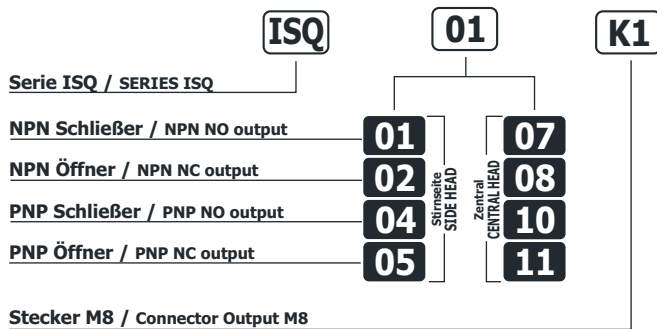 ISQ 01 K1
Serie ISQ / SERIES ISQ
NPN Schließer / NPN NO output 01 07
NPN Öffner / NPN NC output 02 08
PNP Schließer / PNP NO output 04 10
PNP Öffner / PNP NC output 05 11
Stirnseite
SIDE HEAD
Zentral
CENTRAL HEAD
Stecker M8 / Connector Output M8